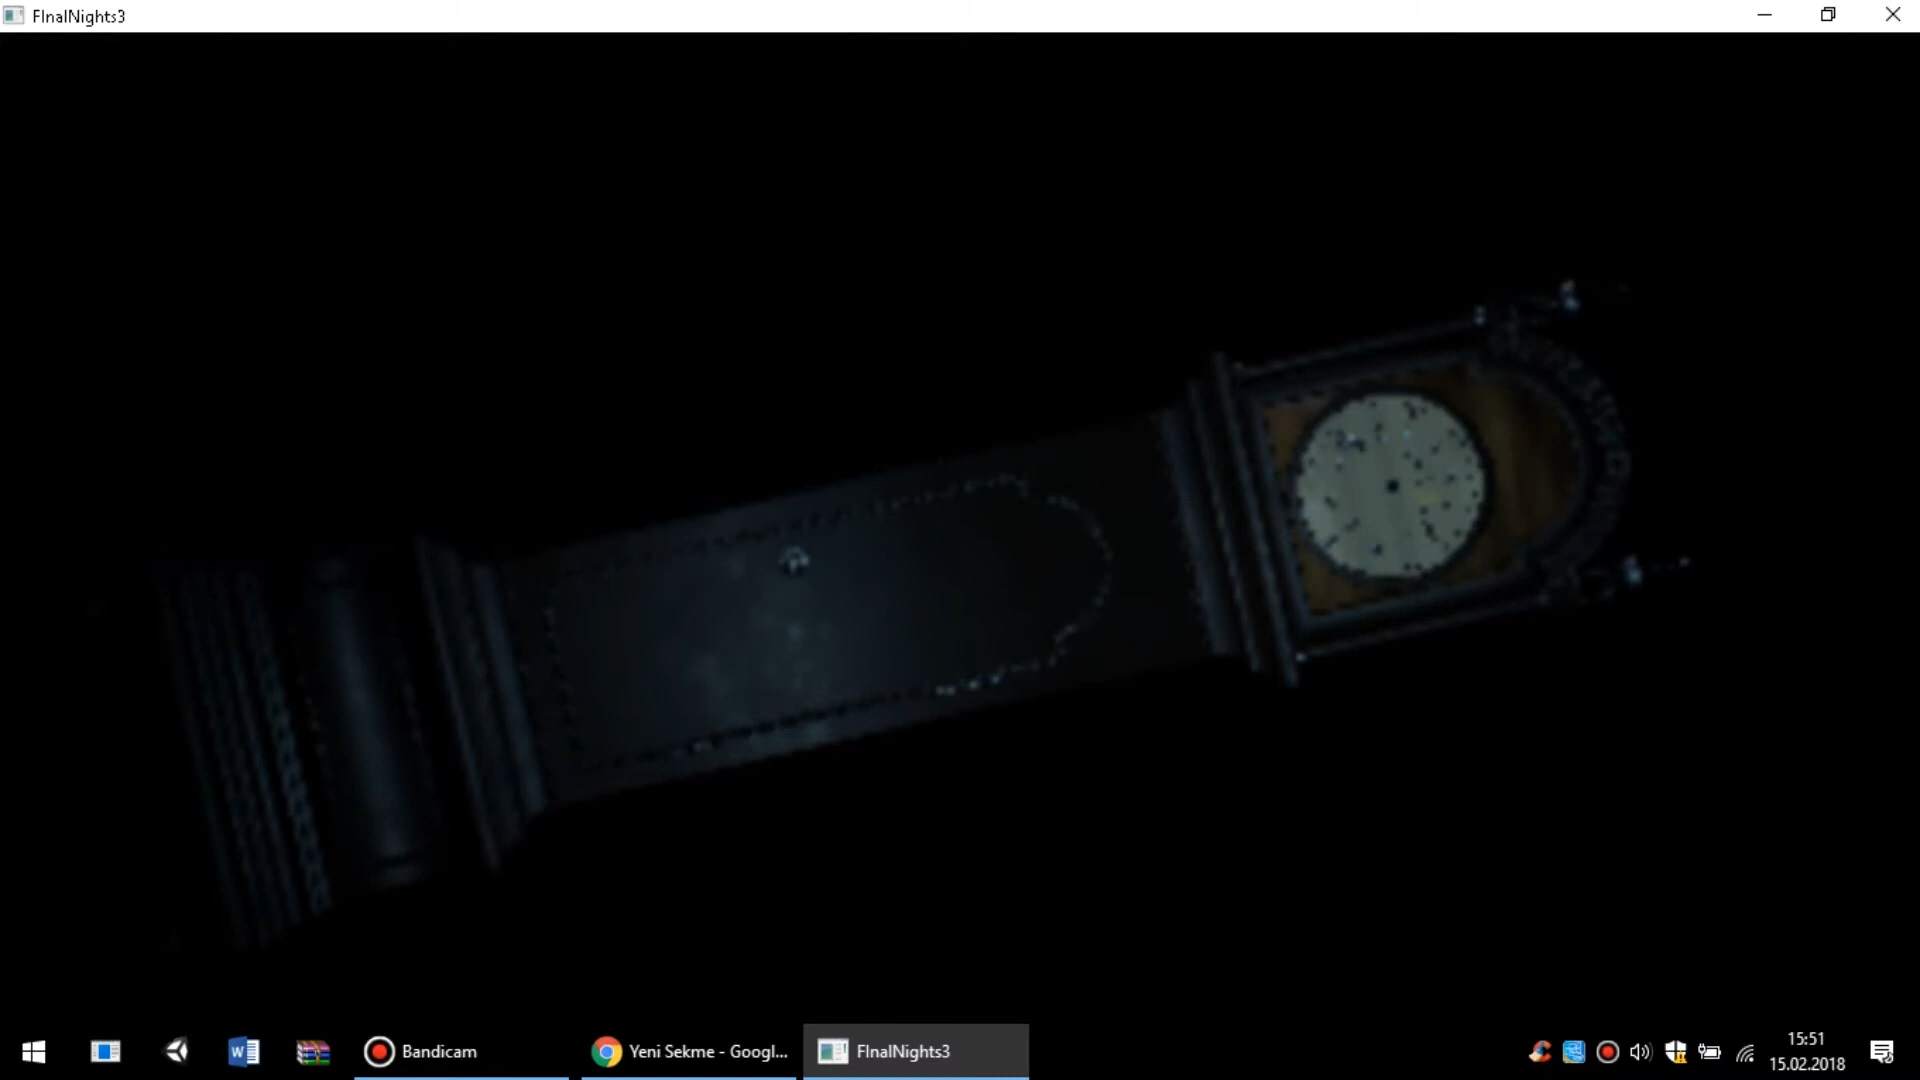 FInalNights3
Bandicam
Yeni Sekme - Googl...
FInalNights3
15:51
15.02.2018